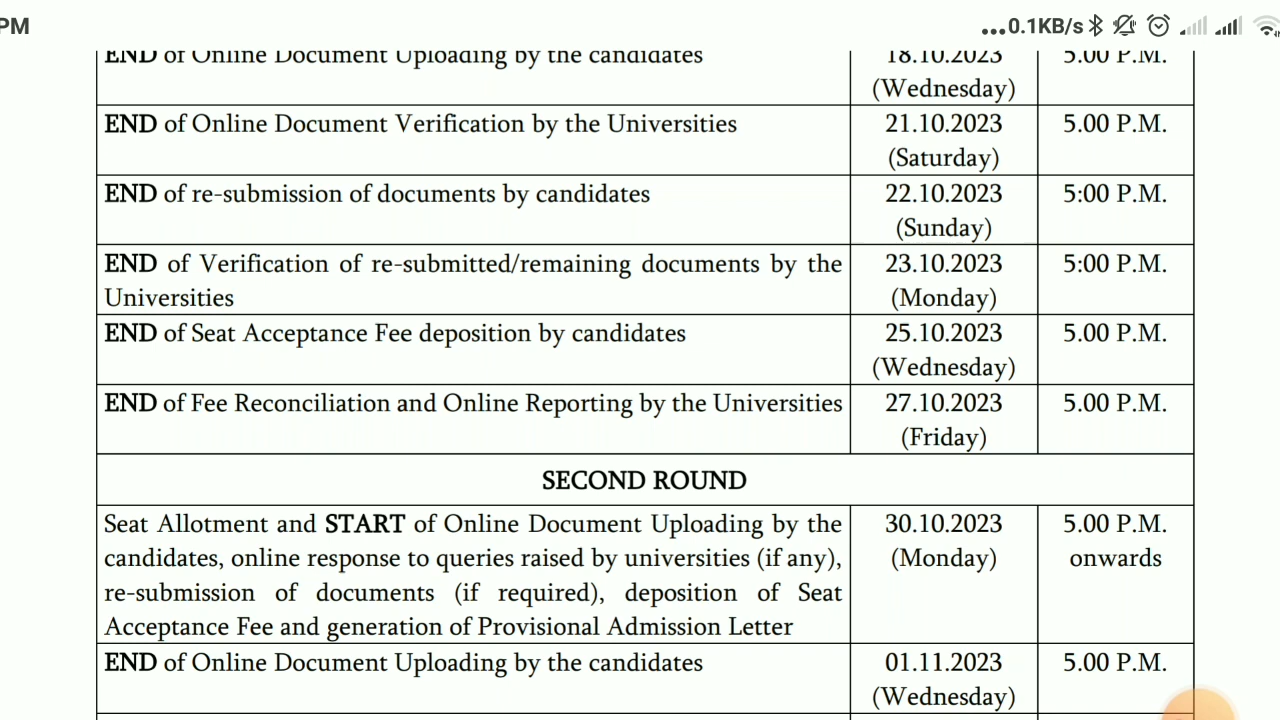 PM
...0.1KB/s
END of Online Document Uploading by the candidates
18.10.2023
(Wednesday)
5.00 P.M.
END of Online Document Verification by the Universities
21.10.2023
(Saturday)
5.00 P.M.
END of re-submission of documents by candidates
22.10.2023
(Sunday)
5:00 P.M.
END of Verification of re-submitted/remaining documents by the
Universities
23.10.2023
(Monday)
5:00 P.M.
END of Seat Acceptance Fee deposition by candidates
25.10.2023
(Wednesday)
5.00 P.M.
END of Fee Reconciliation and Online Reporting by the Universities
27.10.2023
(Friday)
5.00 P.M.
SECOND ROUND
Seat Allotment and START of Online Document Uploading by the
candidates, online response to queries raised by universities (if any),
re-submission of documents (if required), deposition of Seat
Acceptance Fee and generation of Provisional Admission Letter
30.10.2023
(Monday)
5.00 P.M.
onwards
END of Online Document Uploading by the candidates
01.11.2023
(Wednesday)
5.00 P.M.